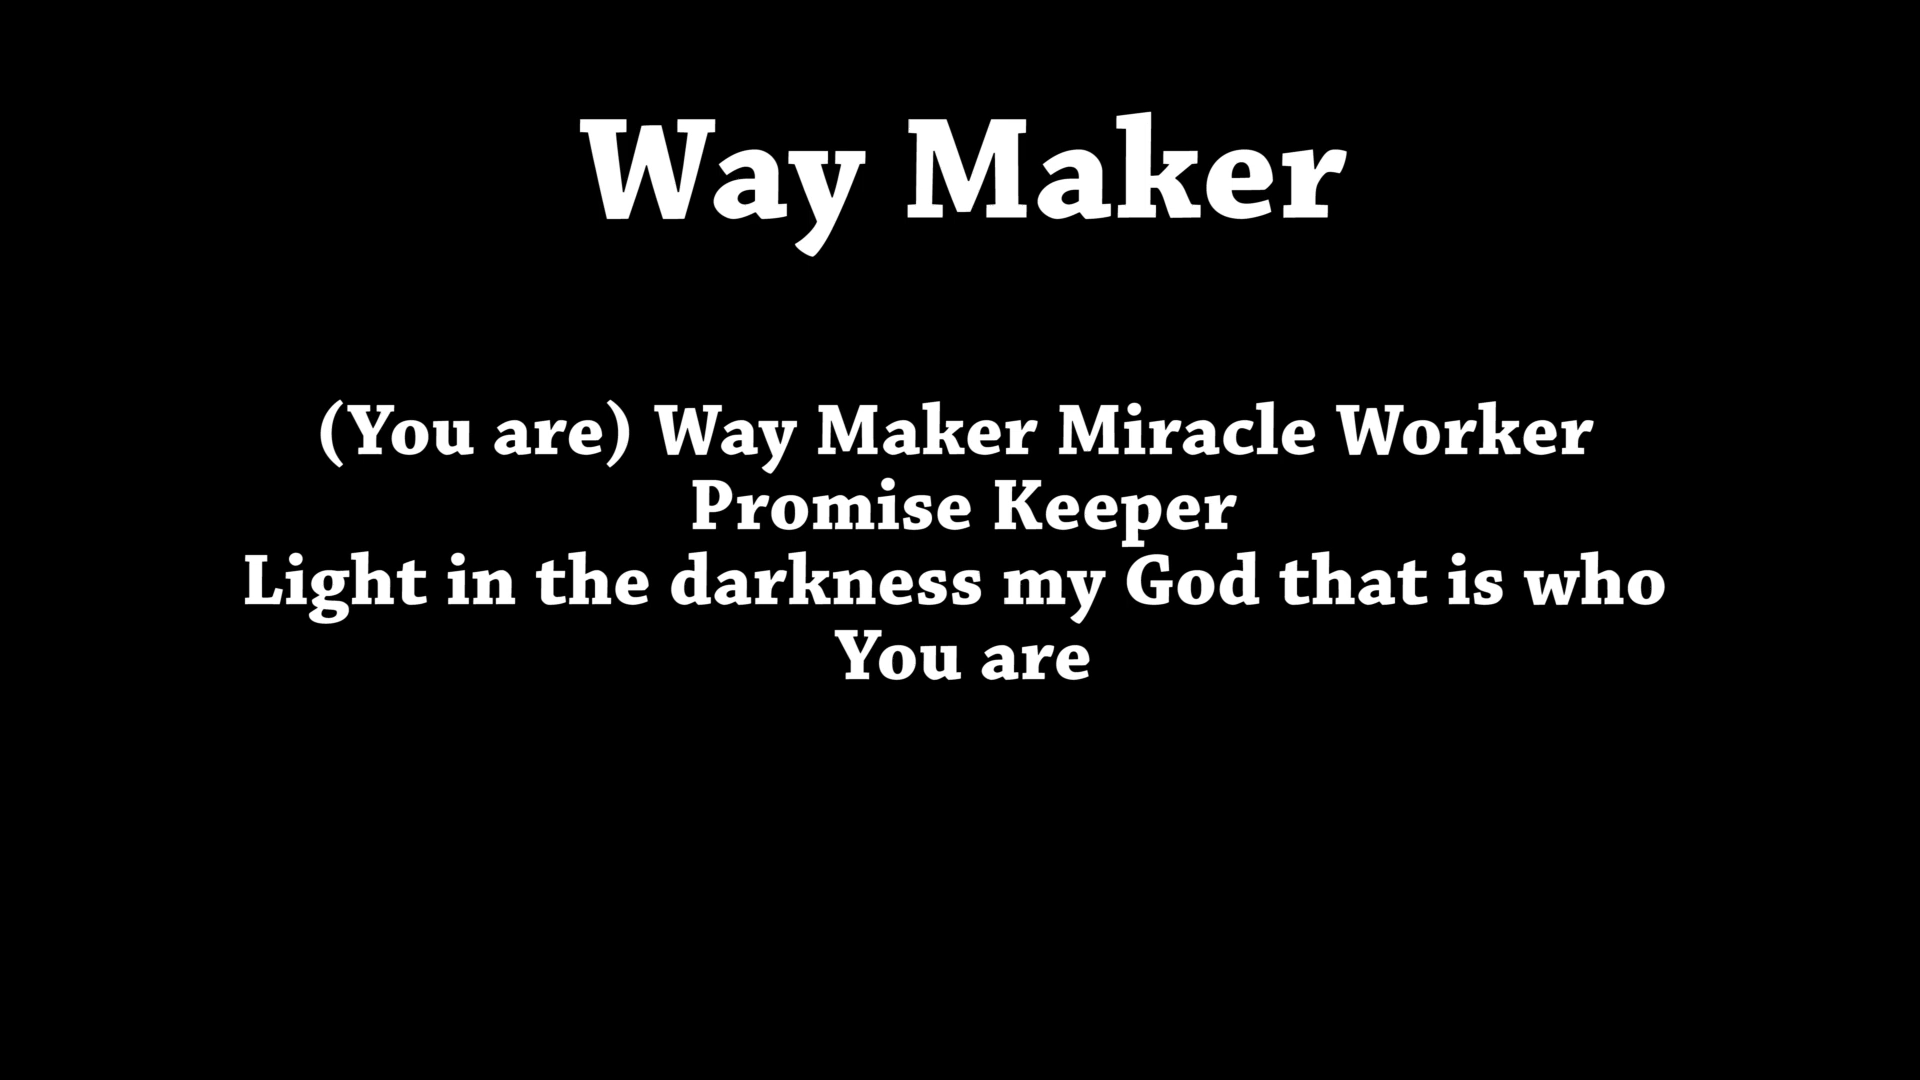 Way Maker
(You are) Way Maker Miracle Worker
Promise Keeper
Light in the darkness my God that is who
You are